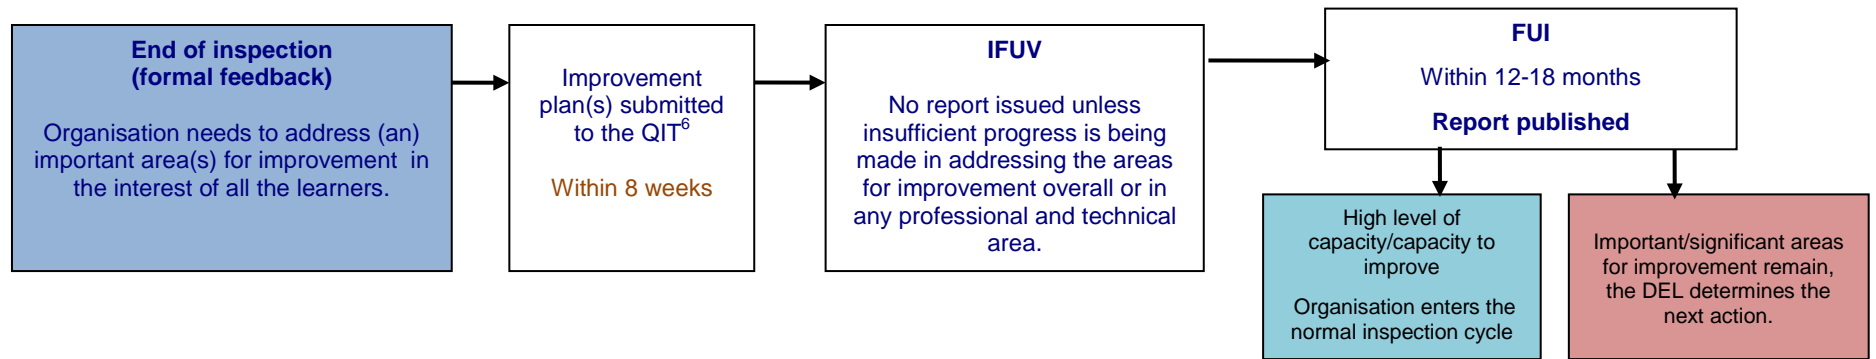 End of inspection
(formal feedback)
Organisation needs to address (an)
important area(s) for improvement in
the interest of all the learners.
Improvement
plan(s) submitted
to the QIT6
Within 8 weeks
IFUV
No report issued unless
insufficient progress is being
made in addressing the areas
for improvement overall or in
any professional and technical
area.
FUI
Within 12-18 months
Report published
High level of
capacity/capacity to
improve
Organisation enters the
normal inspection cycle
Important/significant areas
for improvement remain,
the DEL determines the
next action.